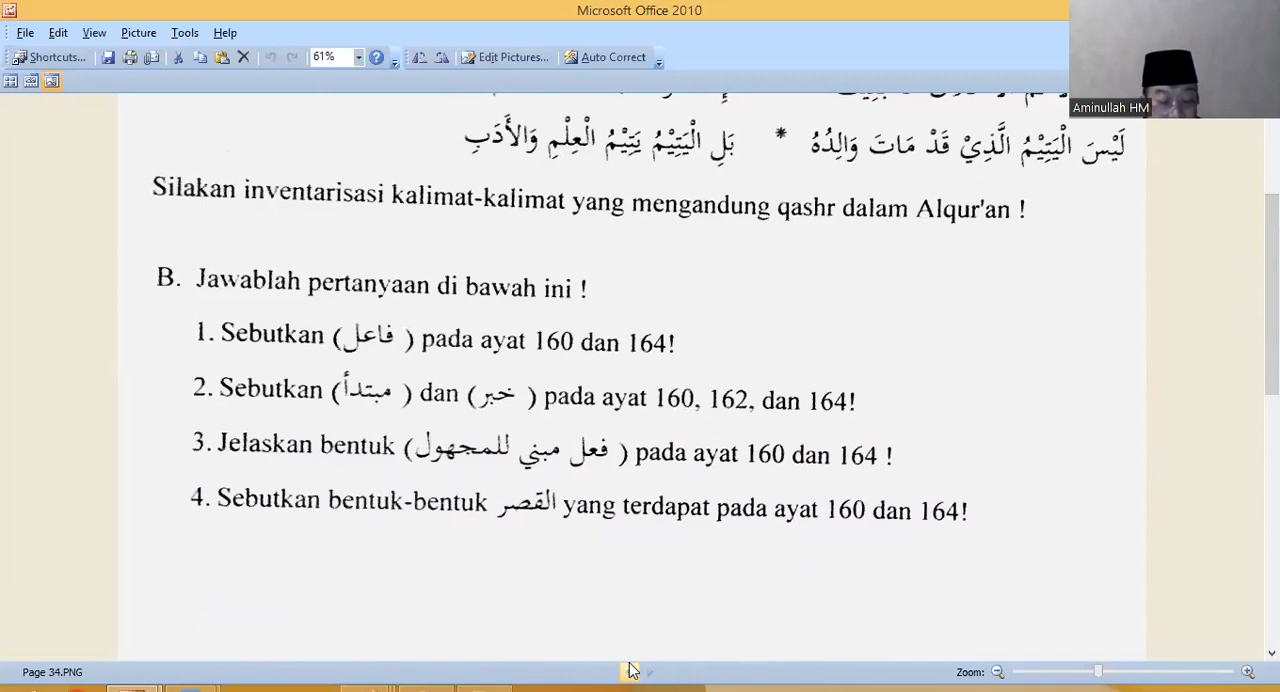 Microsoft Office 2010
File Edit View Picture Tools Help
Shortcuts... 61% Edit Pictures... Auto Correct
Aminullah HM
لَيْسَ الْيَتِيْمُ الَّذِيْ قَدْ مَاتَ وَالِدُهُ * بَلِ الْيَتِيْمُ يَتِيْمُ الْعِلْمِ وَالأَدَبِ
Silakan inventarisasi kalimat-kalimat yang mengandung qashr dalam Alqur'an !
B. Jawablah pertanyaan di bawah ini !
1. Sebutkan (فاعل ) pada ayat 160 dan 164!
2. Sebutkan (مبتدأ ) dan (خبر ) pada ayat 160, 162, dan 164!
3. Jelaskan bentuk (فعل مبني للمجهول ) pada ayat 160 dan 164 !
4. Sebutkan bentuk-bentuk القصر yang terdapat pada ayat 160 dan 164!
Page 34.PNG
Zoom: